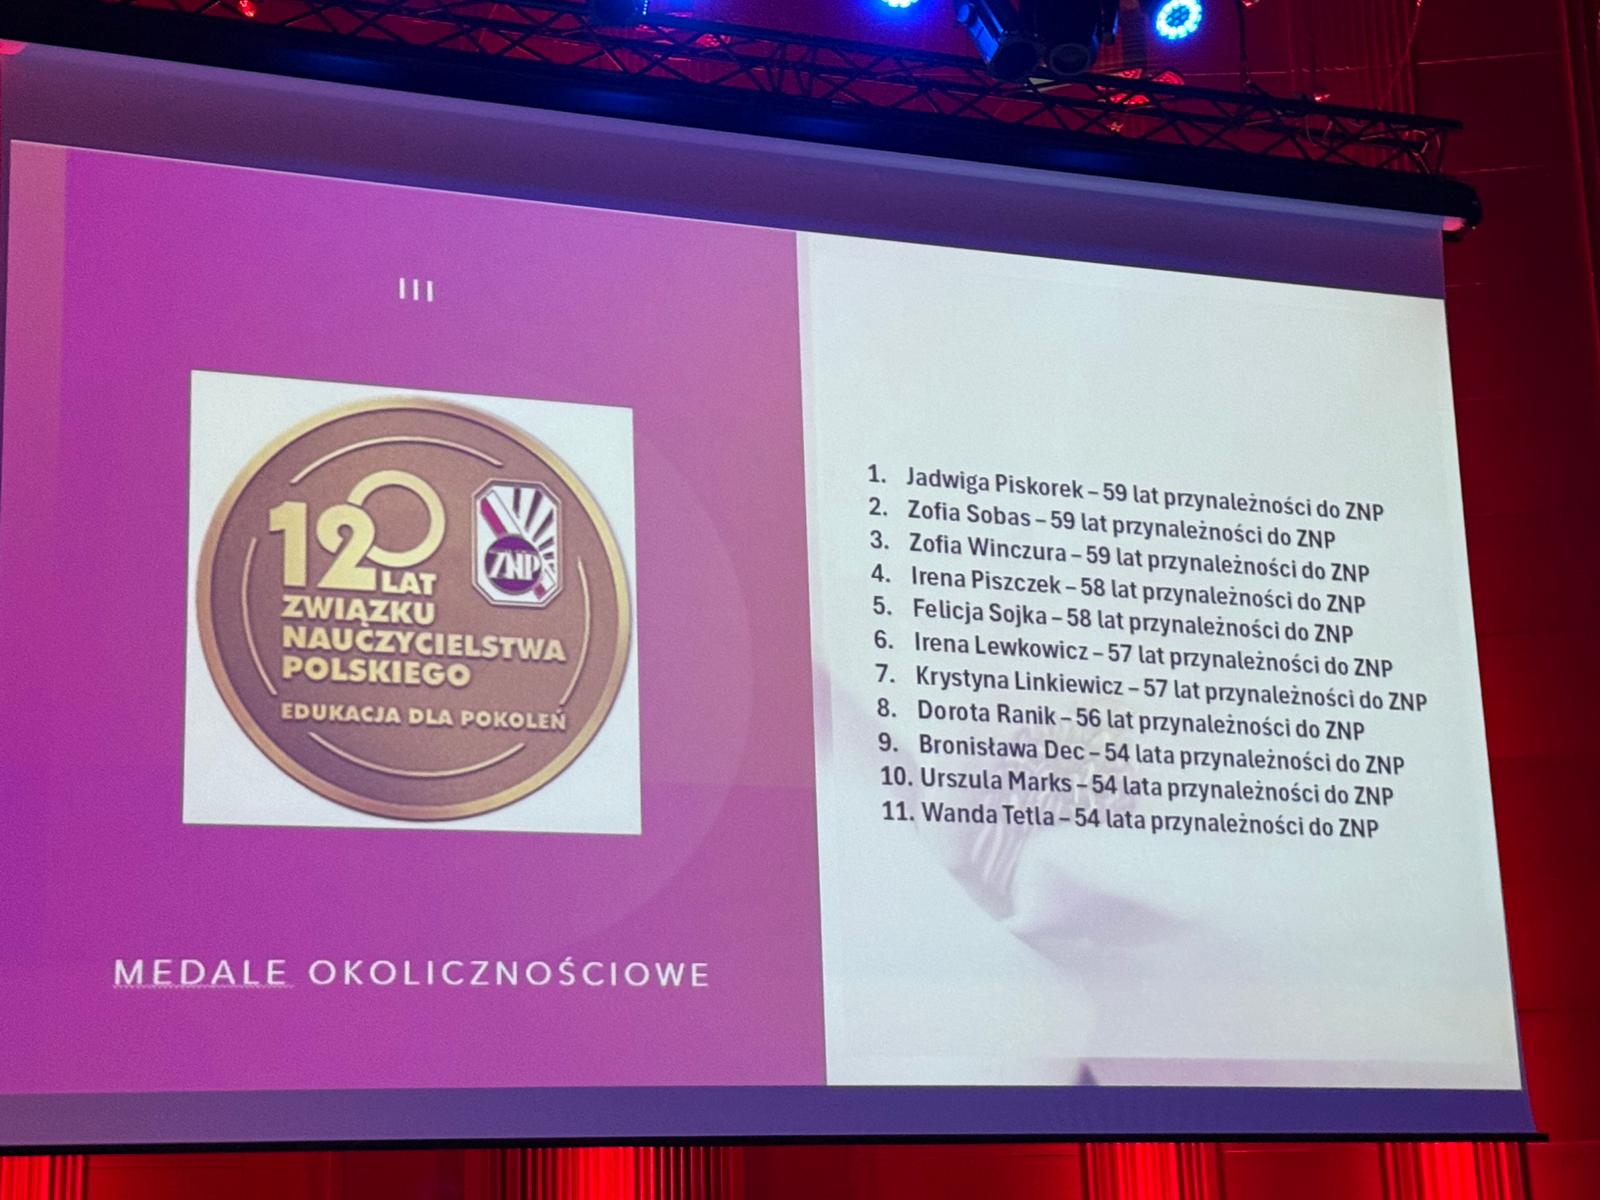 III
120
LAT
ZWIĄZKU
NAUCZYCIELSTWA
POLSKIEGO
EDUKACJA DLA POKOLEŃ
ZNP
MEDALE OKOLICZNOŚCIOWE
1. Jadwiga Piskorek – 59 lat przynależności do ZNP
2. Zofia Sobas – 59 lat przynależności do ZNP
3. Zofia Winczura – 59 lat przynależności do ZNP
4. Irena Piszczek – 58 lat przynależności do ZNP
5. Felicja Sojka – 58 lat przynależności do ZNP
6. Irena Lewkowicz – 57 lat przynależności do ZNP
7. Krystyna Linkiewicz – 57 lat przynależności do ZNP
8. Dorota Ranik – 56 lat przynależności do ZNP
9. Bronisława Dec – 54 lata przynależności do ZNP
10. Urszula Marks – 54 lata przynależności do ZNP
11. Wanda Tetla – 54 lata przynależności do ZNP